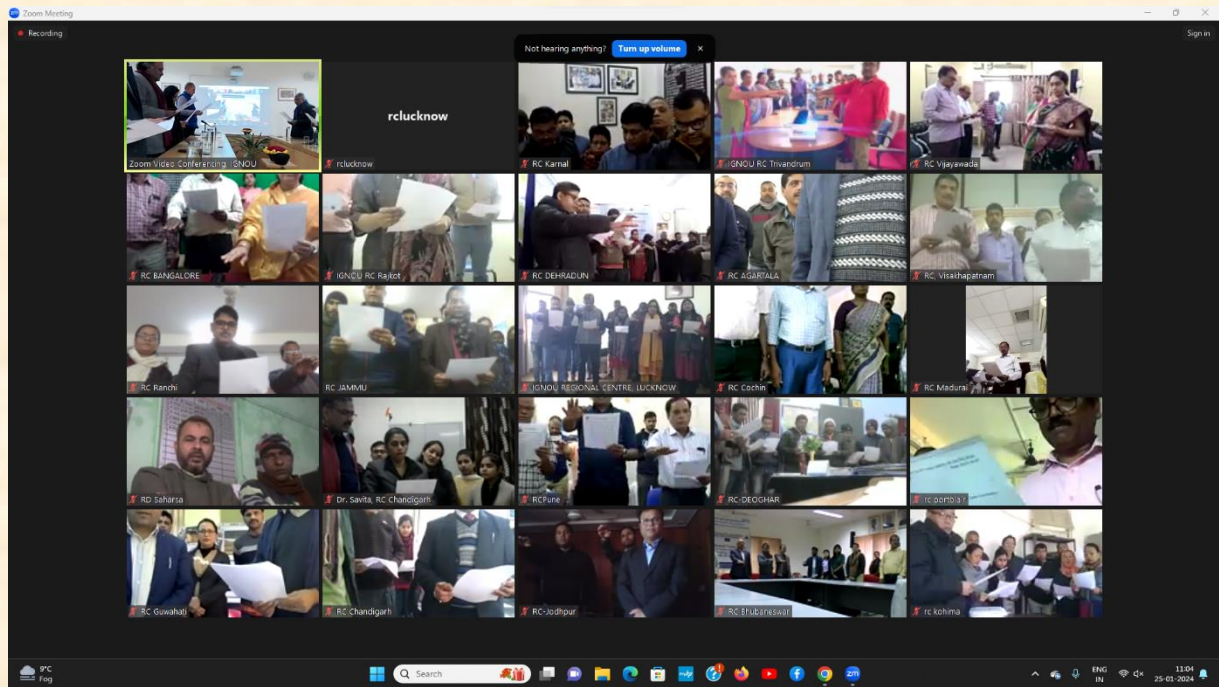 Zoom Meeting
Recording
Sign in
Not hearing anything? Turn up volume
Zoom Video Conferencing, IGNOU
rclucknow
rclucknow
RC Karnal
IGNOU RC Trivandrum
RC Vijayawada
RC BANGALORE
IGNOU RC Rajkot
RC DEHRADUN
RC AGARTALA
RC, Visakhapatnam
RC Ranchi
RC JAMMU
IGNOU REGIONAL CENTRE, LUCKNOW
RC Cochin
RC Madurai
RD Saharsa
Dr. Savita, RC Chandigarh
RCPune
RC-DEOGHAR
rc portblair
RC Guwahati
RC Chandigarh
RC-Jodhpur
RC Bhubaneswar
rc kohima
9°C
Fog
Search
zm
ENG
IN
11:04
25-01-2024